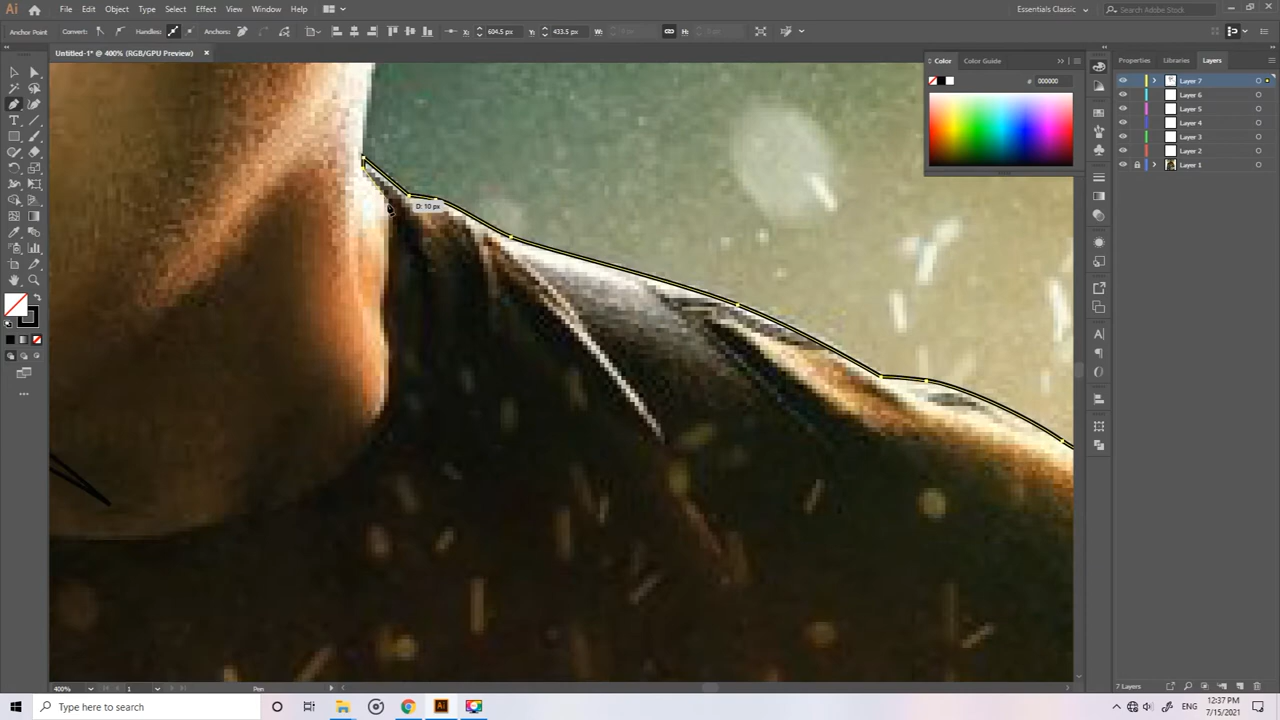 Ai File Edit Object Type Select Effect View Window Help Essentials Classic Search Adobe Stock
Anchor Point Convert: Handles: Anchors: X: 604.5 px Y: 433.5 px W: H:
Untitled-1* @ 400% (RGB/GPU Preview) ×
Color Color Guide
# 000000
Properties Libraries Layers
Layer 7
Layer 6
Layer 5
Layer 4
Layer 3
Layer 2
Layer 1
D: 10 px
400% 1 Pen
7 Layers
Type here to search
Ai
ENG
12:37 PM
7/15/2021